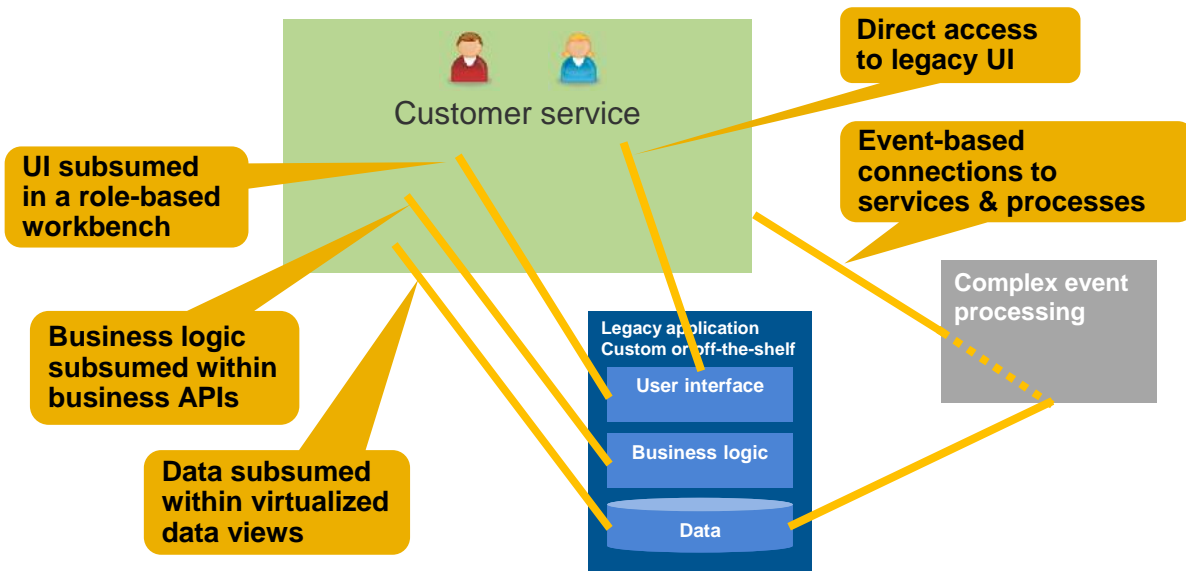 Direct access
to legacy UI
Customer service
UI subsumed
in a role-based
workbench
Event-based
connections to
services & processes
Business logic
subsumed within
business APIs
Complex event
processing
Legacy application
Custom or off-the-shelf
User interface
Business logic
Data
Data subsumed
within virtualized
data views